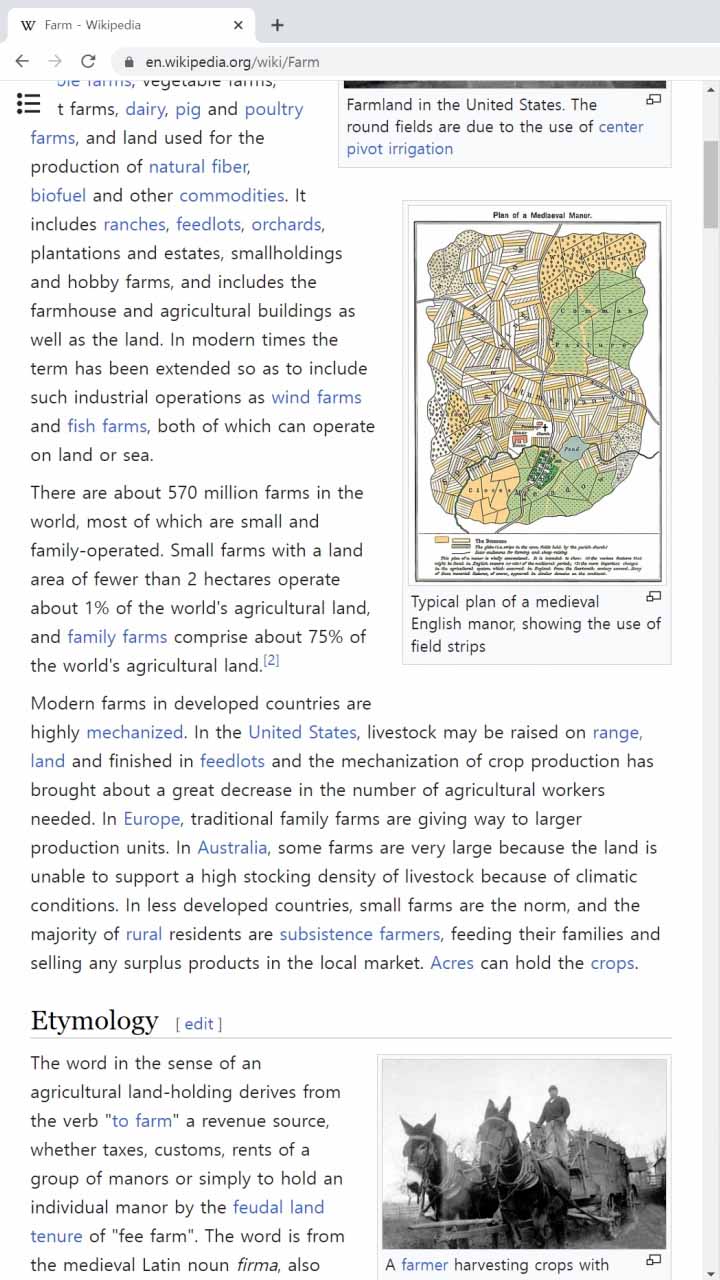 Farm - Wikipedia
en.wikipedia.org/wiki/Farm
farms, vegetable farms,
t farms, dairy, pig and poultry
farms, and land used for the
production of natural fiber,
biofuel and other commodities. It
includes ranches, feedlots, orchards,
plantations and estates, smallholdings
and hobby farms, and includes the
farmhouse and agricultural buildings as
well as the land. In modern times the
term has been extended so as to include
such industrial operations as wind farms
and fish farms, both of which can operate
on land or sea.
Farmland in the United States. The
round fields are due to the use of center
pivot irrigation
Plan of a Mediaeval Manor.
Common
Pasture
Pond
The Demesne
Typical plan of a medieval
English manor, showing the use of
field strips
There are about 570 million farms in the
world, most of which are small and
family-operated. Small farms with a land
area of fewer than 2 hectares operate
about 1% of the world's agricultural land,
and family farms comprise about 75% of
the world's agricultural land.[2]
Modern farms in developed countries are
highly mechanized. In the United States, livestock may be raised on range,
land and finished in feedlots and the mechanization of crop production has
brought about a great decrease in the number of agricultural workers
needed. In Europe, traditional family farms are giving way to larger
production units. In Australia, some farms are very large because the land is
unable to support a high stocking density of livestock because of climatic
conditions. In less developed countries, small farms are the norm, and the
majority of rural residents are subsistence farmers, feeding their families and
selling any surplus products in the local market. Acres can hold the crops.
Etymology [ edit ]
The word in the sense of an
agricultural land-holding derives from
the verb "to farm" a revenue source,
whether taxes, customs, rents of a
group of manors or simply to hold an
individual manor by the feudal land
tenure of "fee farm". The word is from
the medieval Latin noun firma, also
A farmer harvesting crops with